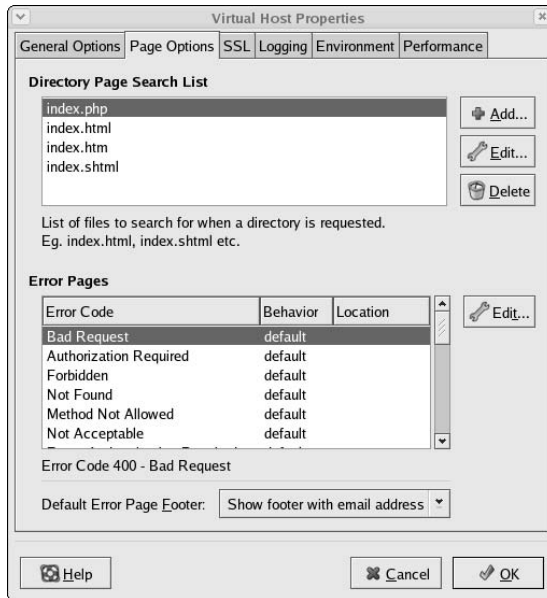 Virtual Host Properties
General Options Page Options SSL Logging Environment Performance
Directory Page Search List
index.php
index.html
index.htm
index.shtml
Add...
Edit...
Delete
List of files to search for when a directory is requested.
Eg. index.html, index.shtml etc.
Error Pages
Error Code Behavior Location
Bad Request default
Authorization Required default
Forbidden default
Not Found default
Method Not Allowed default
Not Acceptable default
Edit...
Error Code 400 - Bad Request
Default Error Page Footer: Show footer with email address
Help Cancel OK